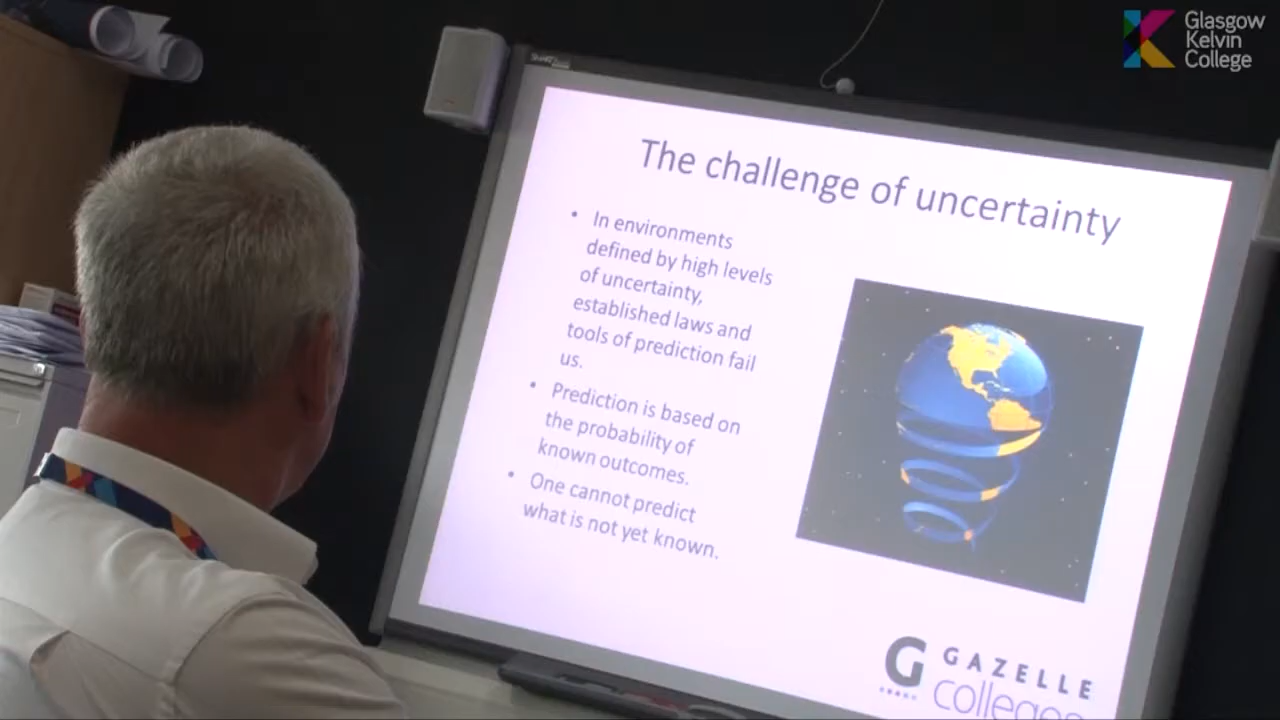 Glasgow
Kelvin
College
SMART
The challenge of uncertainty
• In environments
defined by high levels
of uncertainty,
established laws and
tools of prediction fail
us.
• Prediction is based on
the probability of
known outcomes.
• One cannot predict
what is not yet known.
G GAZELLE
colleges